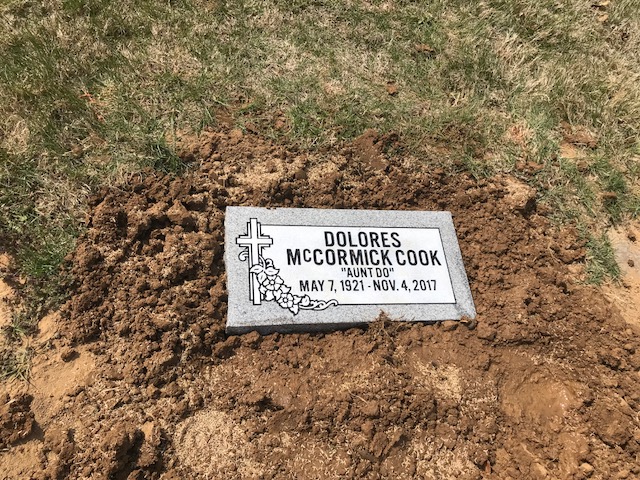 DOLORES
McCORMICK COOK
"AUNT DO"
MAY 7, 1921 - NOV. 4, 2017